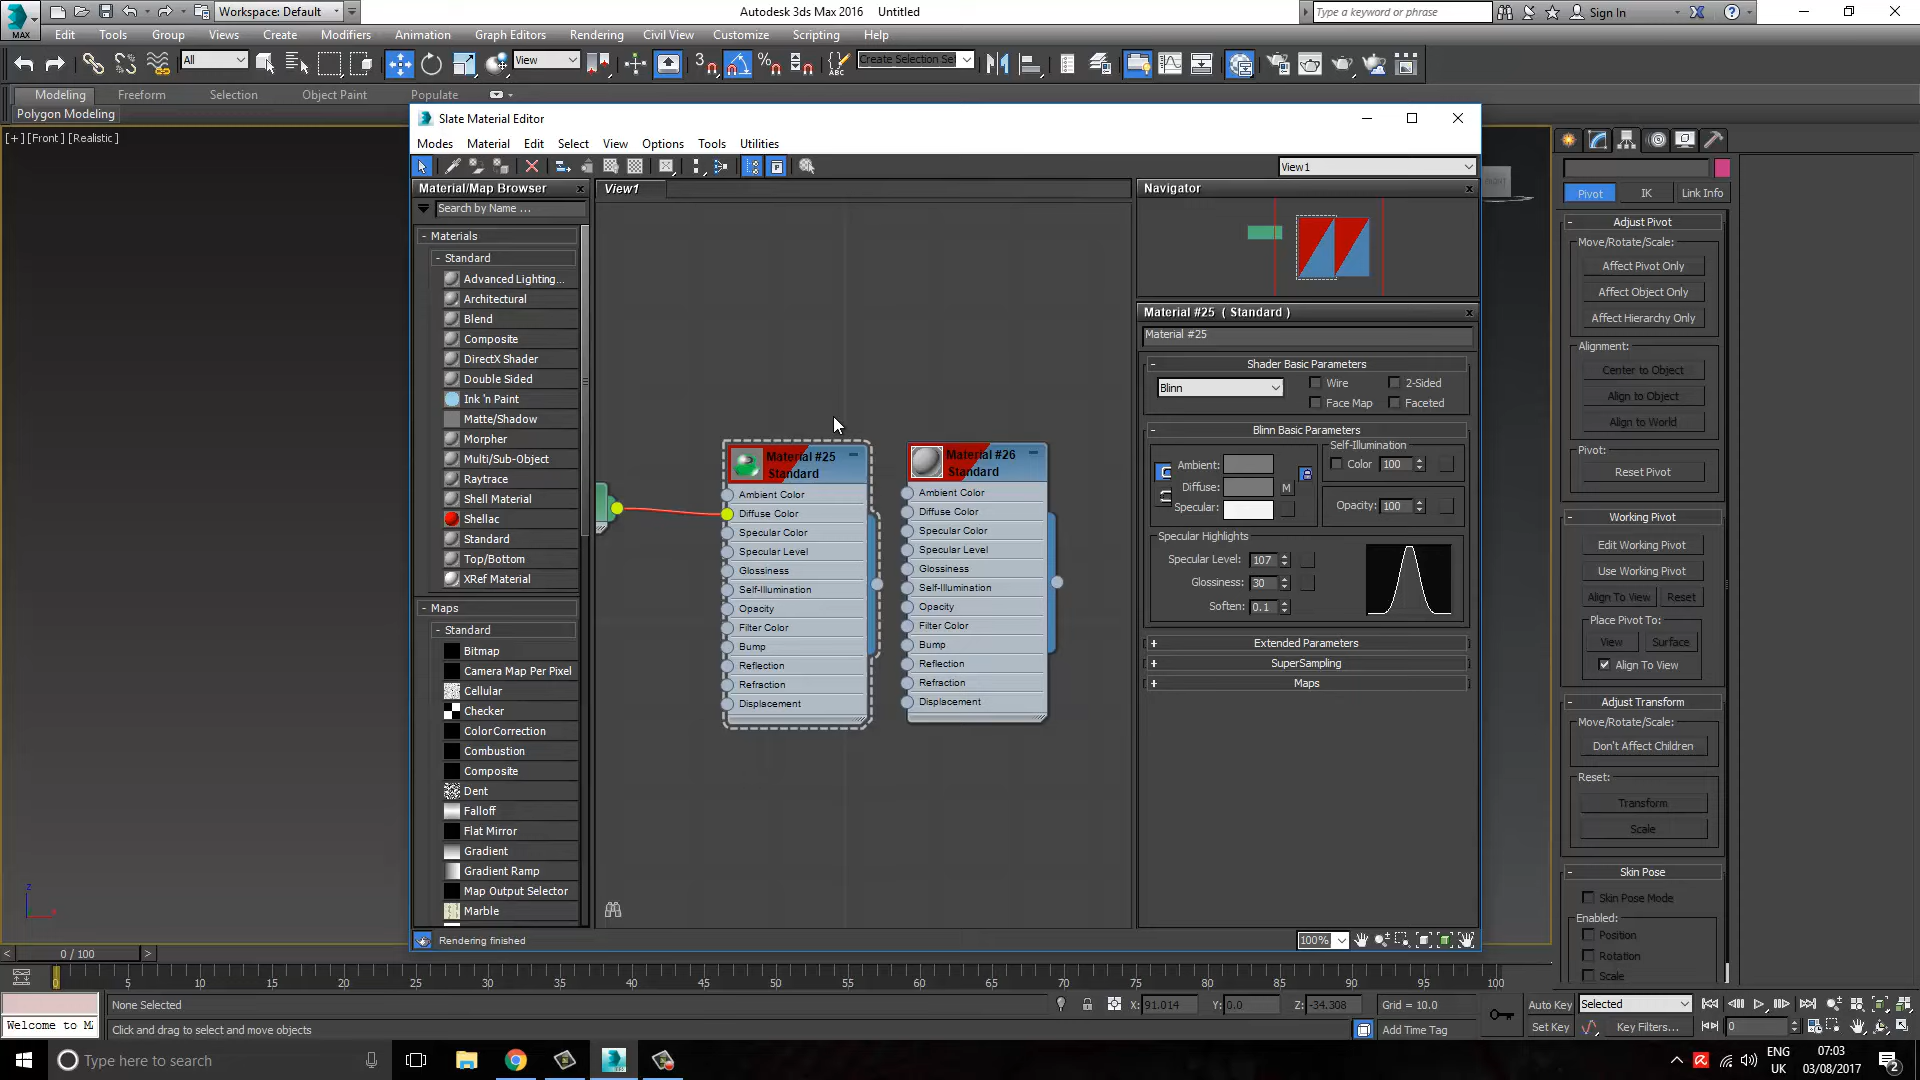 Workspace: Default
Autodesk 3ds Max 2016 Untitled
Type a keyword or phrase
Sign In
MAX
Edit Tools Group Views Create Modifiers Animation Graph Editors Rendering Civil View Customize Scripting Help
All
View
3
ABC
Create Selection Se
Modeling Freeform Selection Object Paint Populate
Polygon Modeling
[+] [Front] [Realistic]
Slate Material Editor
Modes Material Edit Select View Options Tools Utilities
View1
Material/Map Browser
Search by Name ...
- Materials
- Standard
Advanced Lighting...
Architectural
Blend
Composite
DirectX Shader
Double Sided
Ink 'n Paint
Matte/Shadow
Morpher
Multi/Sub-Object
Raytrace
Shell Material
Shellac
Standard
Top/Bottom
XRef Material
- Maps
- Standard
Bitmap
Camera Map Per Pixel
Cellular
Checker
ColorCorrection
Combustion
Composite
Dent
Falloff
Flat Mirror
Gradient
Gradient Ramp
Map Output Selector
Marble
Rendering finished
View1
Material #25
Standard
Ambient Color
Diffuse Color
Specular Color
Specular Level
Glossiness
Self-Illumination
Opacity
Filter Color
Bump
Reflection
Refraction
Displacement
Material #26
Standard
Ambient Color
Diffuse Color
Specular Color
Specular Level
Glossiness
Self-Illumination
Opacity
Filter Color
Bump
Reflection
Refraction
Displacement
Navigator
Material #25 ( Standard )
Material #25
- Shader Basic Parameters
Blinn
Wire 2-Sided
Face Map Faceted
- Blinn Basic Parameters
Self-Illumination
Ambient:
Color 100
Diffuse: M
Specular:
Opacity: 100
Specular Highlights
Specular Level: 107
Glossiness: 30
Soften: 0.1
+ Extended Parameters
+ SuperSampling
+ Maps
100%
FRONT
Pivot IK Link Info
- Adjust Pivot
Move/Rotate/Scale:
Affect Pivot Only
Affect Object Only
Affect Hierarchy Only
Alignment:
Center to Object
Align to Object
Align to World
Pivot:
Reset Pivot
- Working Pivot
Edit Working Pivot
Use Working Pivot
Align To View Reset
Place Pivot To:
View Surface
Align To View
- Adjust Transform
Move/Rotate/Scale:
Don't Affect Children
Reset:
Transform
Scale
- Skin Pose
Skin Pose Mode
Enabled:
Position
Rotation
Scale
z
< 0 / 100 >
0 5 10 15 20 25 30 35 40 45 50 55 60 65 70 75 80 85 90 95 100
None Selected
X: 91.014 Y: 0.0 Z: -34.308 Grid = 10.0
Auto Key Selected
Welcome to M
Click and drag to select and move objects
Add Time Tag
Set Key Key Filters... 0
Type here to search
ENG
UK
07:03
03/08/2017
2